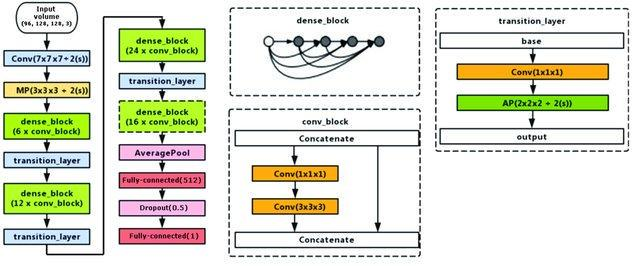 Input
volume
(96, 128, 128, 3)
Conv(7x7x7÷2(s))
MP(3x3x3 ÷ 2(s))
dense_block
(6 x conv_block)
transition_layer
dense_block
(12 x conv_block)
transition_layer
dense_block
(24 x conv_block)
transition_layer
dense_block
(16 x conv_block)
AveragePool
Fully-connected(512)
Dropout(0.5)
Fully-connected(1)
dense_block
conv_block
Concatenate
Conv(1x1x1)
Conv(3x3x3)
Concatenate
transition_layer
base
Conv(1x1x1)
AP(2x2x2 ÷ 2(s))
output